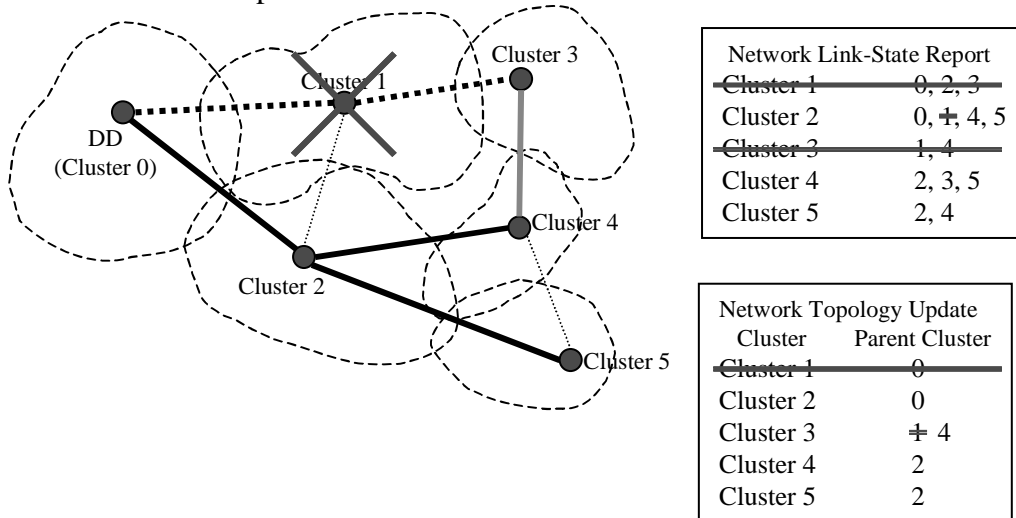 Cluster 3
Cluster 1
DD
(Cluster 0)
Cluster 4
Cluster 2
Cluster 5
Network Link-State Report
Cluster 1 0, 2, 3
Cluster 2 0, 1, 4, 5
Cluster 3 1, 4
Cluster 4 2, 3, 5
Cluster 5 2, 4
Network Topology Update
Cluster Parent Cluster
Cluster 1 0
Cluster 2 0
Cluster 3 1 4
Cluster 4 2
Cluster 5 2